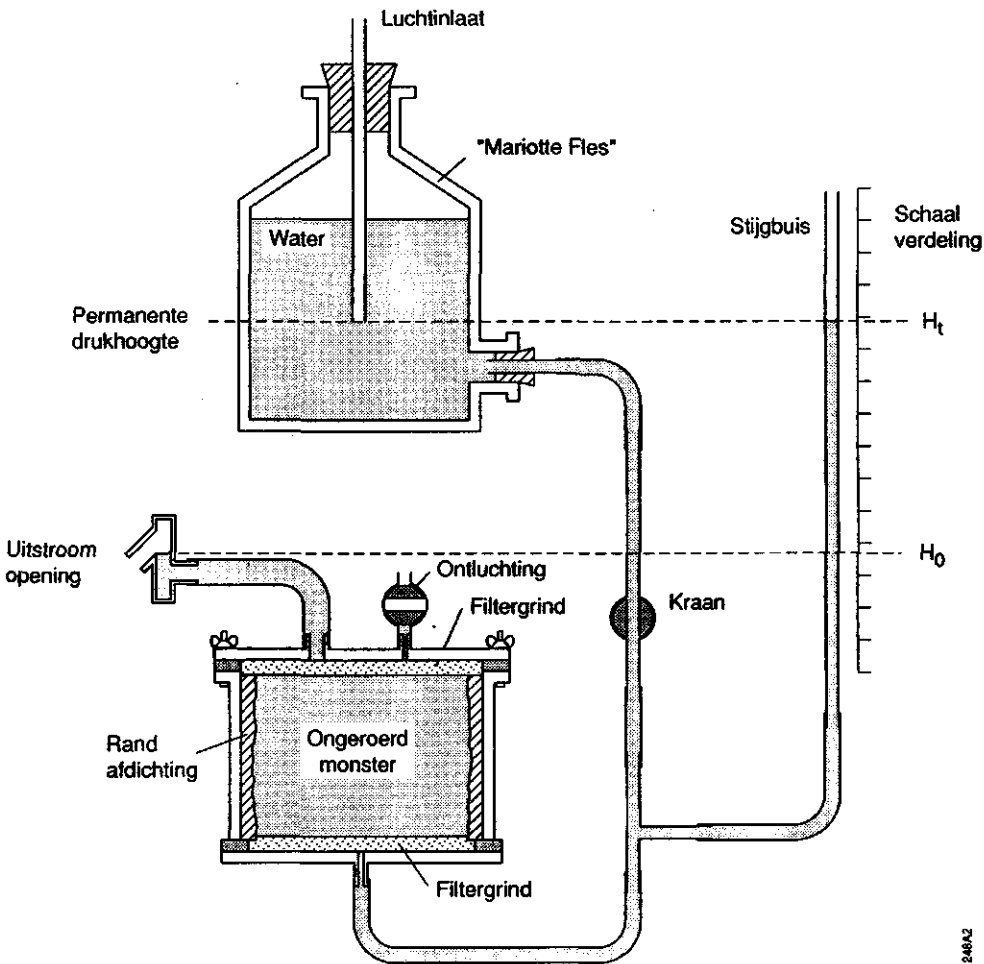 Luchtinlaat
"Mariotte Fles"
Water
Stijgbuis
Schaal
verdeling
Permanente
drukhoogte
Ht
Uitstroom
opening
H0
Ontluchting
Filtergrind
Kraan
Rand
afdichting
Ongeroerd
monster
Filtergrind
248A2